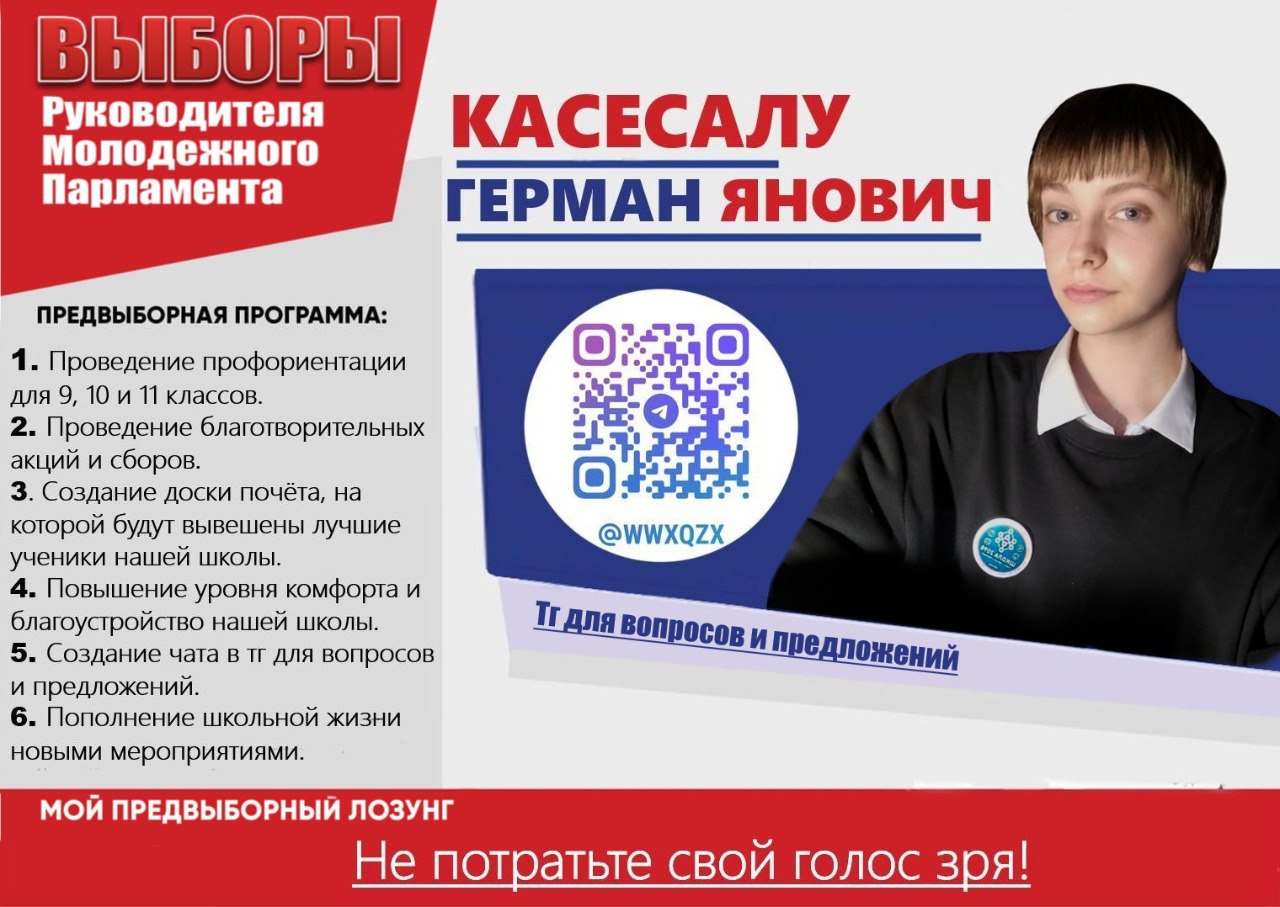 ВЫБОРЫ
Руководителя
Молодежного
Парламента
КАСЕСАЛУ
ГЕРМАН ЯНОВИЧ
ПРЕДВЫБОРНАЯ ПРОГРАММА:
1. Проведение профориентации
для 9, 10 и 11 классов.
2. Проведение благотворительных
акций и сборов.
3. Создание доски почёта, на
которой будут вывешены лучшие
ученики нашей школы.
4. Повышение уровня комфорта и
благоустройство нашей школы.
5. Создание чата в тг для вопросов
и предложений.
6. Пополнение школьной жизни
новыми мероприятиями.
@WWXQZX
Тг для вопросов и предложений
МОЙ ПРЕДВЫБОРНЫЙ ЛОЗУНГ
Не потратьте свой голос зря!